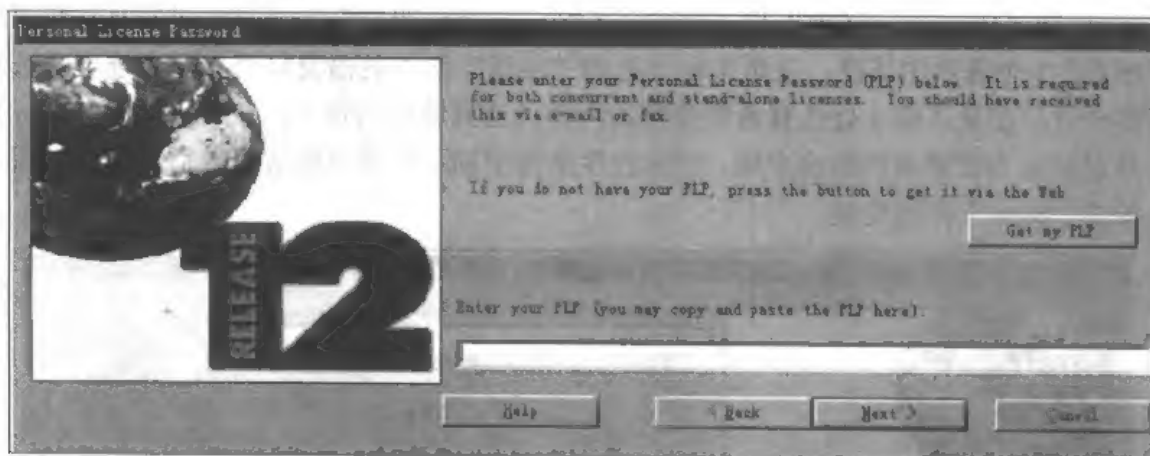 Personal License Password
Please enter your Personal License Password (PLP) below. It is required
for both concurrent and stand-alone licenses. You should have received
this via e-mail or fax.
If you do not have your PLP, press the button to get it via the Web
Get my PLP
RELEASE
12
Enter your PLP (you may copy and paste the PLP here).
Help
< Back
Next >
Cancel